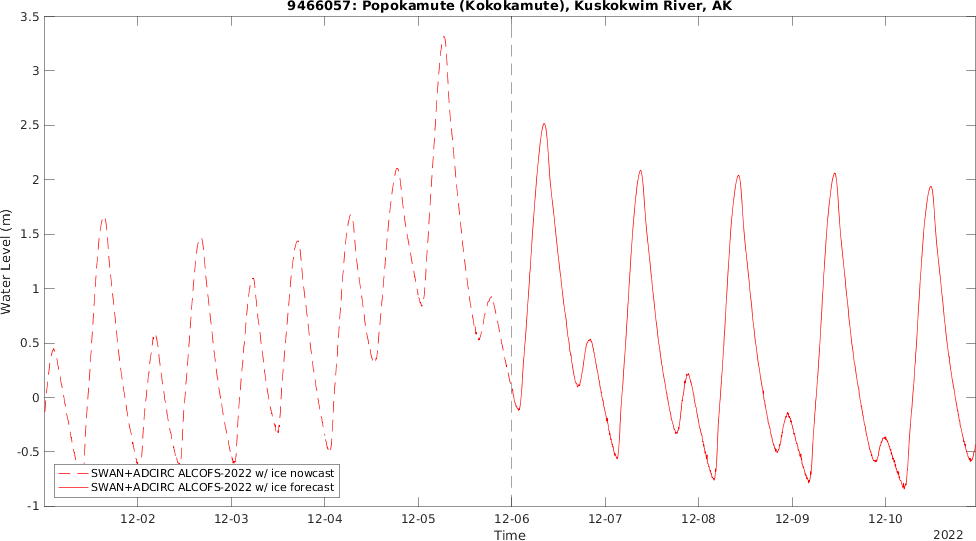 9466057: Popokamute (Kokokamute), Kuskokwim River, AK
3.5
3
2.5
2
1.5
1
0.5
0
-0.5
-1
Water Level (m)
SWAN+ADCIRC ALCOFS-2022 w/ ice nowcast
SWAN+ADCIRC ALCOFS-2022 w/ ice forecast
12-02 12-03 12-04 12-05 12-06 12-07 12-08 12-09 12-10
Time
2022